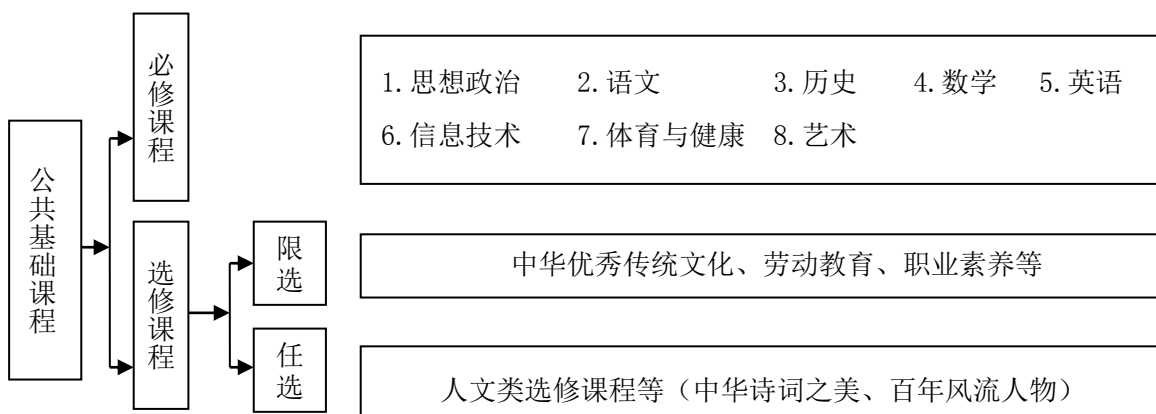 公共基础课程
必修课程
1.思想政治 2.语文 3.历史 4.数学 5.英语
6.信息技术 7.体育与健康 8.艺术
选修课程
限选
中华优秀传统文化、劳动教育、职业素养等
任选
人文类选修课程等（中华诗词之美、百年风流人物）